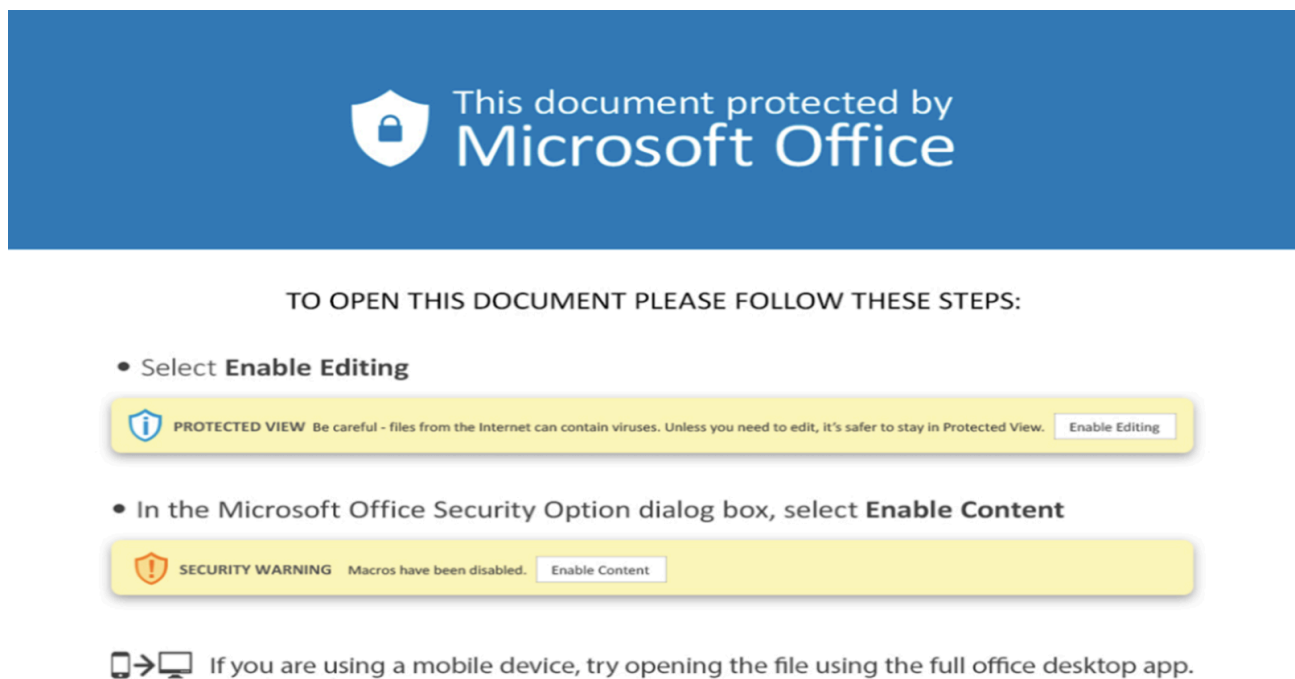 This document protected by
Microsoft Office
TO OPEN THIS DOCUMENT PLEASE FOLLOW THESE STEPS:
• Select Enable Editing
PROTECTED VIEW Be careful - files from the Internet can contain viruses. Unless you need to edit, it's safer to stay in Protected View. Enable Editing
• In the Microsoft Office Security Option dialog box, select Enable Content
SECURITY WARNING Macros have been disabled. Enable Content
If you are using a mobile device, try opening the file using the full office desktop app.